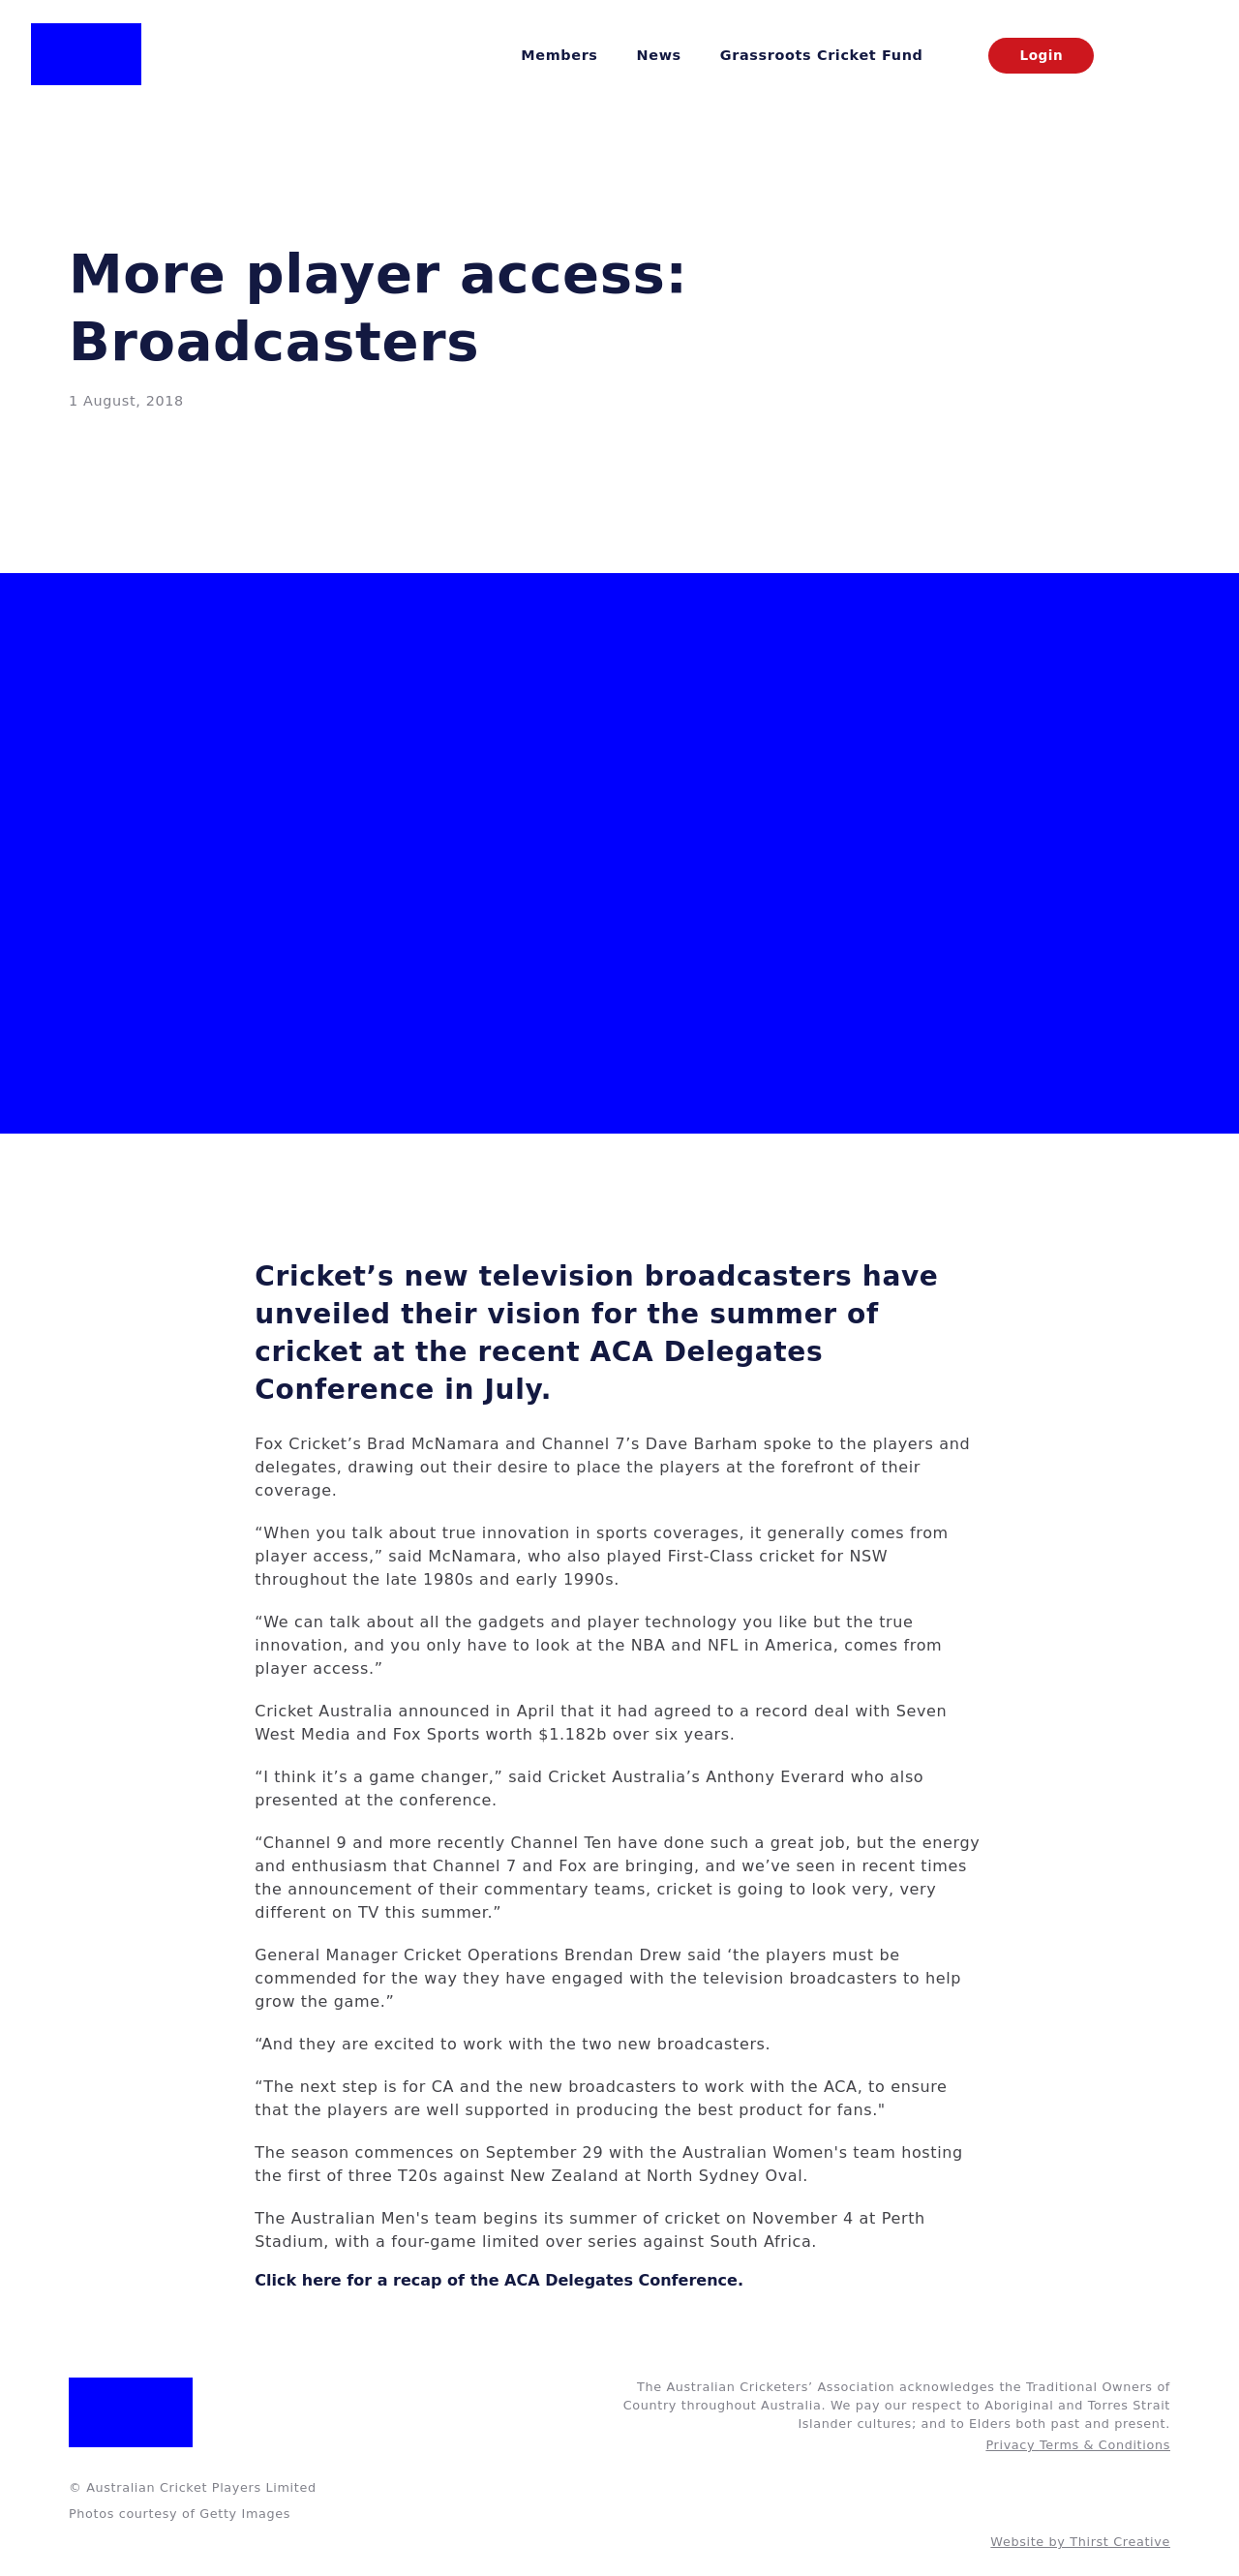 Members News Grassroots Cricket Fund Login
More player access:
Broadcasters
1 August, 2018
Cricket’s new television broadcasters have
unveiled their vision for the summer of
cricket at the recent ACA Delegates
Conference in July.
Fox Cricket’s Brad McNamara and Channel 7’s Dave Barham spoke to the players and
delegates, drawing out their desire to place the players at the forefront of their
coverage.
“When you talk about true innovation in sports coverages, it generally comes from
player access,” said McNamara, who also played First-Class cricket for NSW
throughout the late 1980s and early 1990s.
“We can talk about all the gadgets and player technology you like but the true
innovation, and you only have to look at the NBA and NFL in America, comes from
player access.”
Cricket Australia announced in April that it had agreed to a record deal with Seven
West Media and Fox Sports worth $1.182b over six years.
“I think it’s a game changer,” said Cricket Australia’s Anthony Everard who also
presented at the conference.
“Channel 9 and more recently Channel Ten have done such a great job, but the energy
and enthusiasm that Channel 7 and Fox are bringing, and we’ve seen in recent times
the announcement of their commentary teams, cricket is going to look very, very
different on TV this summer.”
General Manager Cricket Operations Brendan Drew said ‘the players must be
commended for the way they have engaged with the television broadcasters to help
grow the game.”
“And they are excited to work with the two new broadcasters.
“The next step is for CA and the new broadcasters to work with the ACA, to ensure
that the players are well supported in producing the best product for fans."
The season commences on September 29 with the Australian Women's team hosting
the first of three T20s against New Zealand at North Sydney Oval.
The Australian Men's team begins its summer of cricket on November 4 at Perth
Stadium, with a four-game limited over series against South Africa.
Click here for a recap of the ACA Delegates Conference.
The Australian Cricketers’ Association acknowledges the Traditional Owners of
Country throughout Australia. We pay our respect to Aboriginal and Torres Strait
Islander cultures; and to Elders both past and present.
Privacy Terms & Conditions
© Australian Cricket Players Limited
Photos courtesy of Getty Images
Website by Thirst Creative